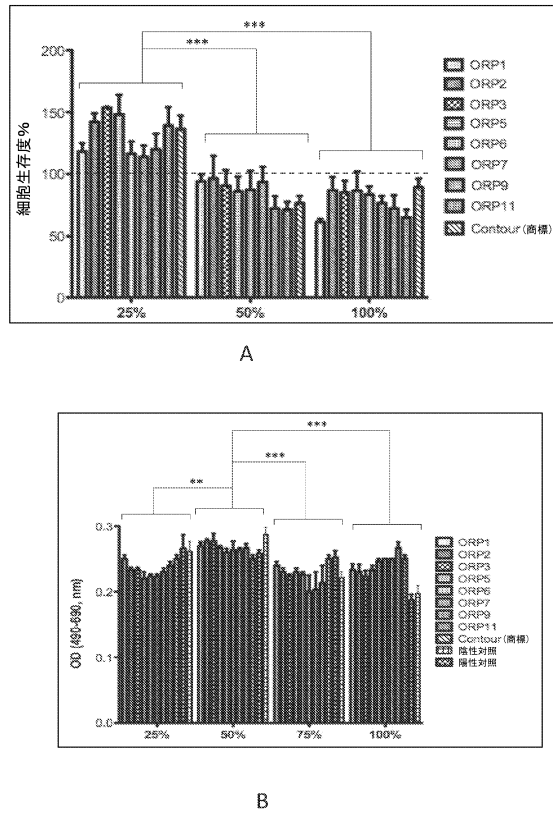 ***
***
200
150
100
50
0
細胞生存度%
25%
50%
100%
ORP1
ORP2
ORP3
ORP5
ORP6
ORP7
ORP9
ORP11
Contour(商標)
A
***
***
**
0.3
0.2
0.1
0.0
OD (490-690, nm)
25%
50%
75%
100%
ORP1
ORP2
ORP3
ORP5
ORP6
ORP7
ORP9
ORP11
Contour(商標)
陰性対照
陽性対照
B